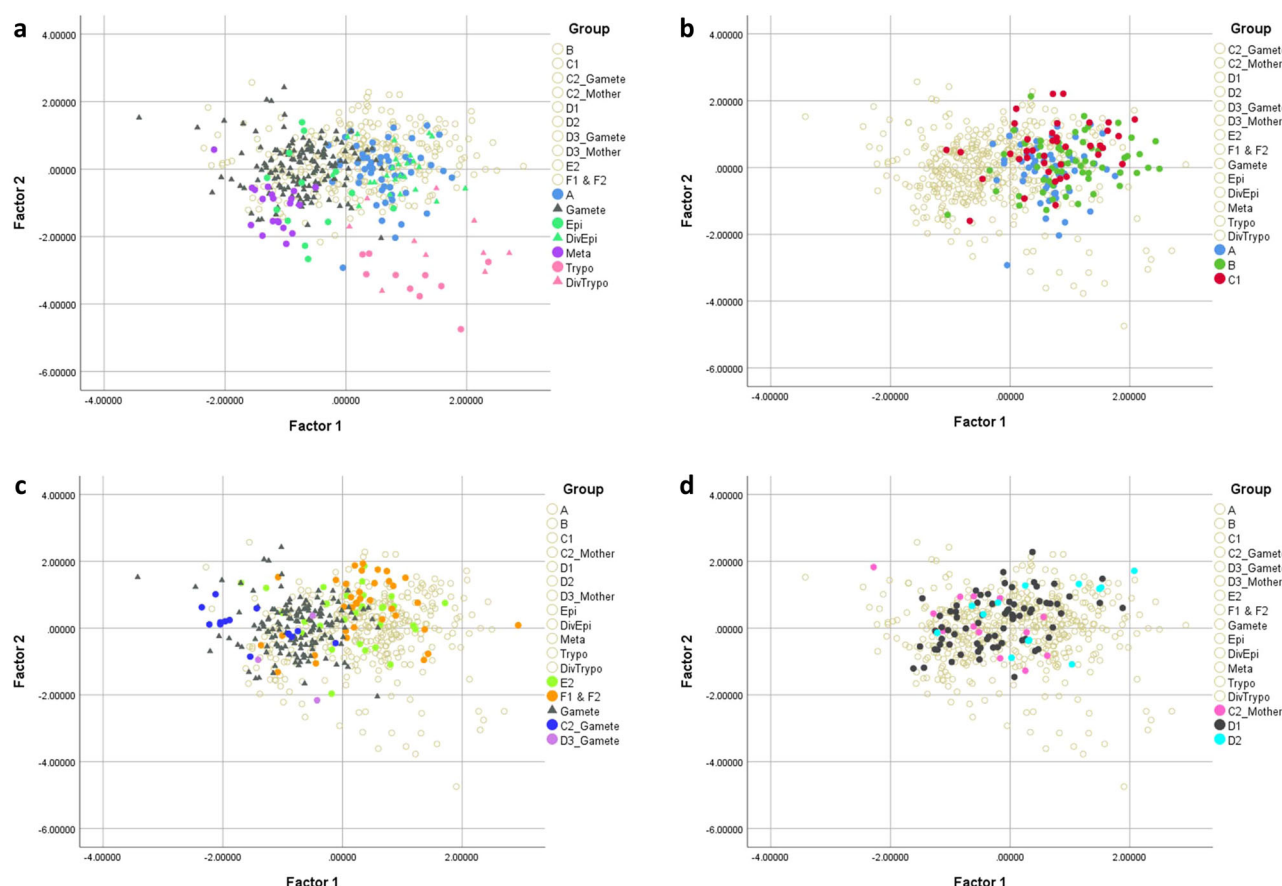 a
Group
B
C1
C2_Gamete
C2_Mother
D1
D2
D3_Gamete
D3_Mother
E2
F1 & F2
A
Gamete
Epi
DivEpi
Meta
Trypo
DivTrypo
4.00000
2.00000
.00000
-2.00000
-4.00000
-6.00000
Factor 2
-4.00000 -2.00000 .00000 2.00000
Factor 1
b
Group
C2_Gamete
C2_Mother
D1
D2
D3_Gamete
D3_Mother
E2
F1 & F2
Gamete
Epi
DivEpi
Meta
Trypo
DivTrypo
A
B
C1
4.00000
2.00000
.00000
-2.00000
-4.00000
-6.00000
Factor 2
-4.00000 -2.00000 .00000 2.00000
Factor 1
c
Group
A
B
C1
C2_Mother
D1
D2
D3_Mother
Epi
DivEpi
Meta
Trypo
DivTrypo
E2
F1 & F2
Gamete
C2_Gamete
D3_Gamete
4.00000
2.00000
.00000
-2.00000
-4.00000
-6.00000
Factor 2
-4.00000 -2.00000 .00000 2.00000
Factor 1
d
Group
A
B
C1
C2_Gamete
D3_Gamete
D3_Mother
E2
F1 & F2
Gamete
Epi
DivEpi
Meta
Trypo
DivTrypo
C2_Mother
D1
D2
4.00000
2.00000
.00000
-2.00000
-4.00000
-6.00000
Factor 2
-4.00000 -2.00000 .00000 2.00000
Factor 1